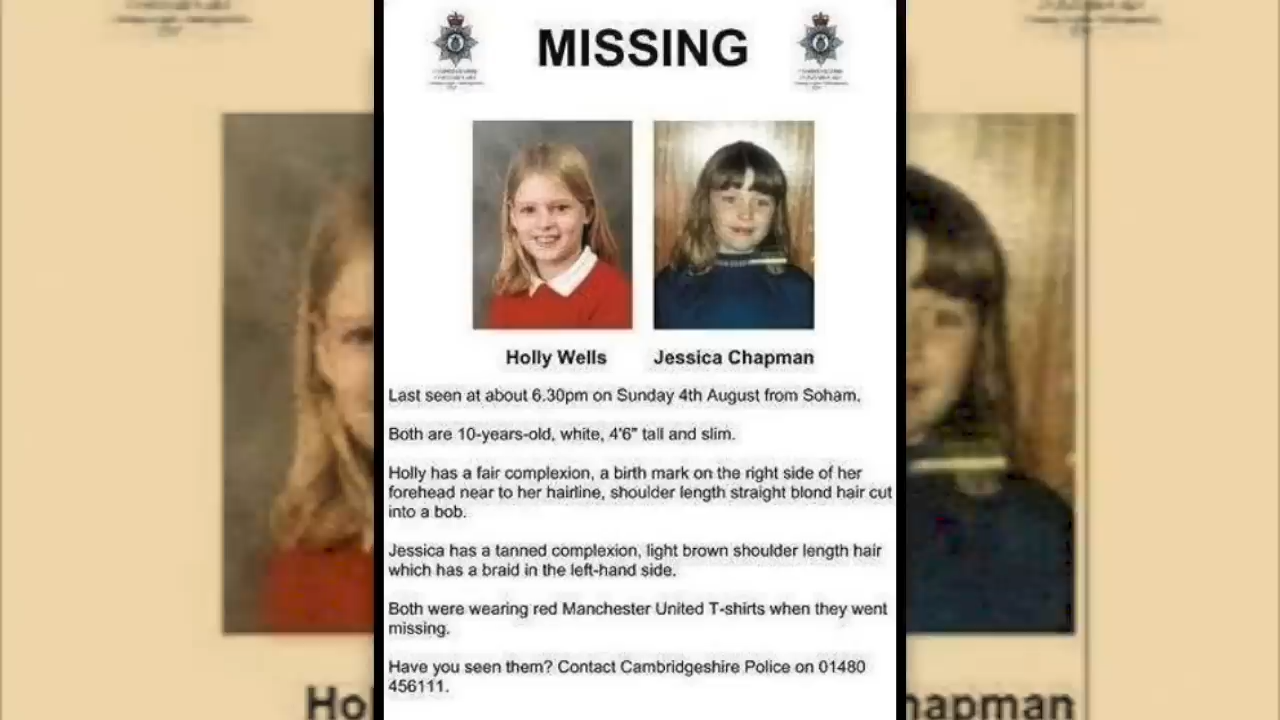 MISSING
Holly Wells
Jessica Chapman
Last seen at about 6.30pm on Sunday 4th August from Soham.
Both are 10-years-old, white, 4'6" tall and slim.
Holly has a fair complexion, a birth mark on the right side of her
forehead near to her hairline, shoulder length straight blond hair cut
into a bob.
Jessica has a tanned complexion, light brown shoulder length hair
which has a braid in the left-hand side.
Both were wearing red Manchester United T-shirts when they went
missing.
Have you seen them? Contact Cambridgeshire Police on 01480
456111.
Hol
hapman